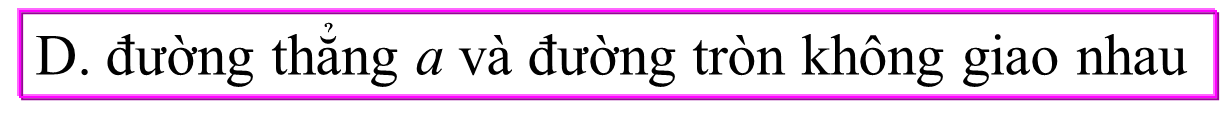 D. đường thẳng a và đường tròn không giao nhau